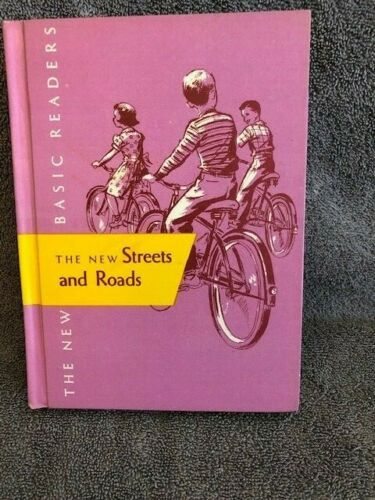 THE NEW BASIC READERS
THE NEW Streets
and Roads